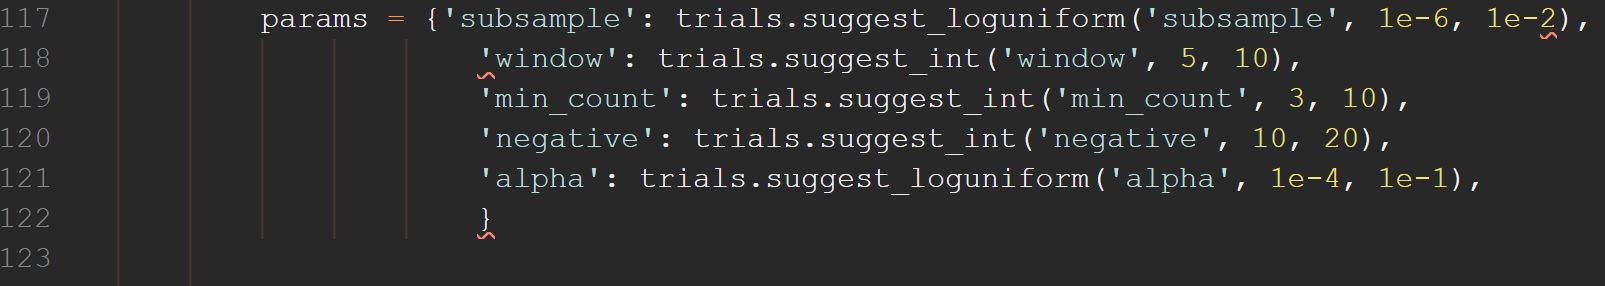 117 params = {'subsample': trials.suggest_loguniform('subsample', 1e-6, 1e-2),
118 'window': trials.suggest_int('window', 5, 10),
119 'min_count': trials.suggest_int('min_count', 3, 10),
120 'negative': trials.suggest_int('negative', 10, 20),
121 'alpha': trials.suggest_loguniform('alpha', 1e-4, 1e-1),
122 }
123